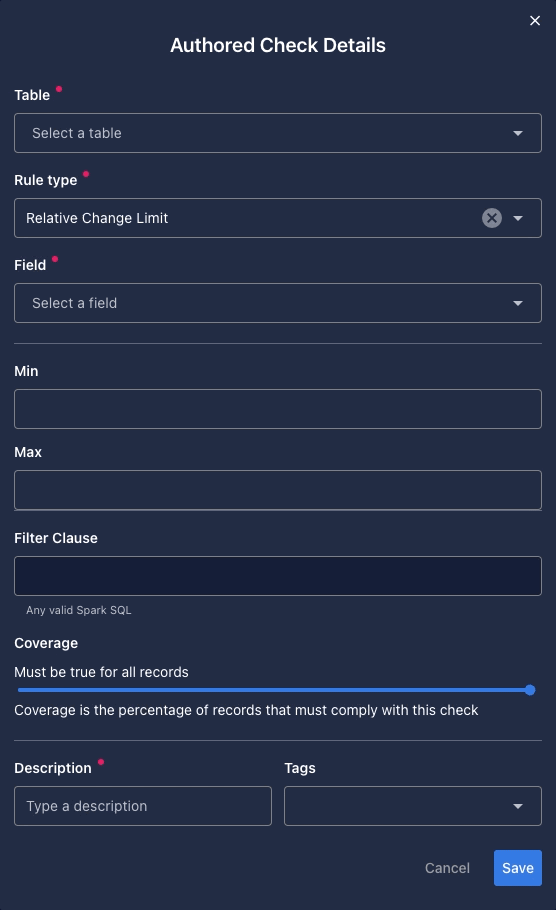 Authored Check Details
Table
Select a table
Rule type
Relative Change Limit
Field
Select a field
Min
Max
Filter Clause
Any valid Spark SQL
Coverage
Must be true for all records
Coverage is the percentage of records that must comply with this check
Description
Tags
Type a description
Cancel
Save